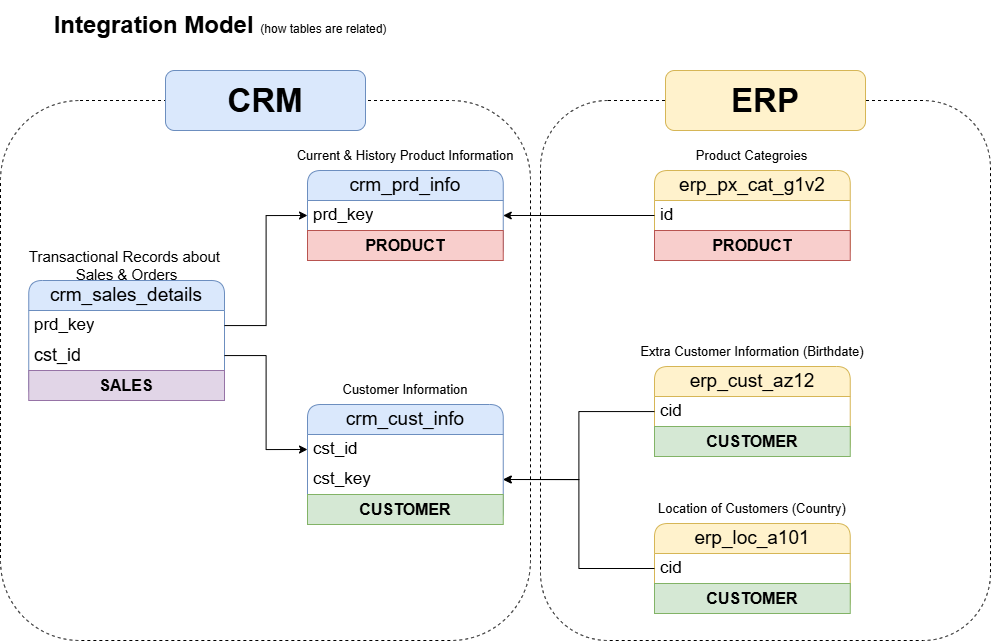 Integration Model (how tables are related)
CRM
Current & History Product Information
crm_prd_info
prd_key
PRODUCT
Transactional Records about
Sales & Orders
crm_sales_details
prd_key
cst_id
SALES
Customer Information
crm_cust_info
cst_id
cst_key
CUSTOMER
ERP
Product Categroies
erp_px_cat_g1v2
id
PRODUCT
Extra Customer Information (Birthdate)
erp_cust_az12
cid
CUSTOMER
Location of Customers (Country)
erp_loc_a101
cid
CUSTOMER